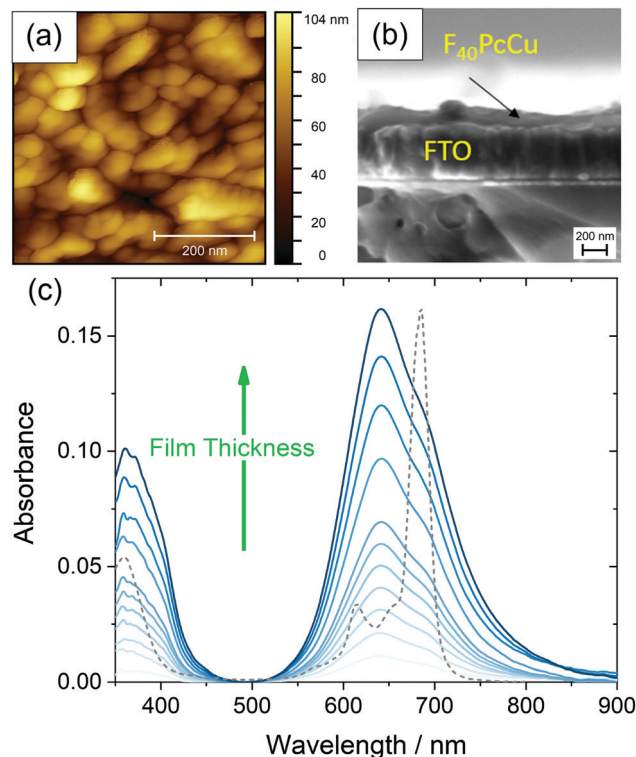 (a)
104 nm
80
60
40
20
0
200 nm
(b)
F₄₀PcCu
FTO
200 nm
(c)
0.15
0.10
0.05
0.00
Absorbance
Film Thickness
400
500
600
700
800
900
Wavelength / nm